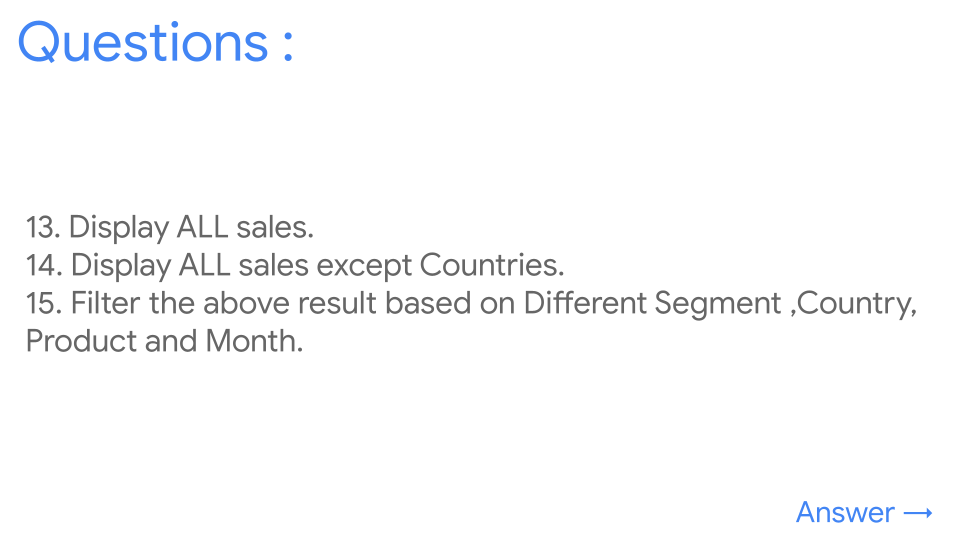 Questions :
13. Display ALL sales.
14. Display ALL sales except Countries.
15. Filter the above result based on Different Segment ,Country,
Product and Month.
Answer →